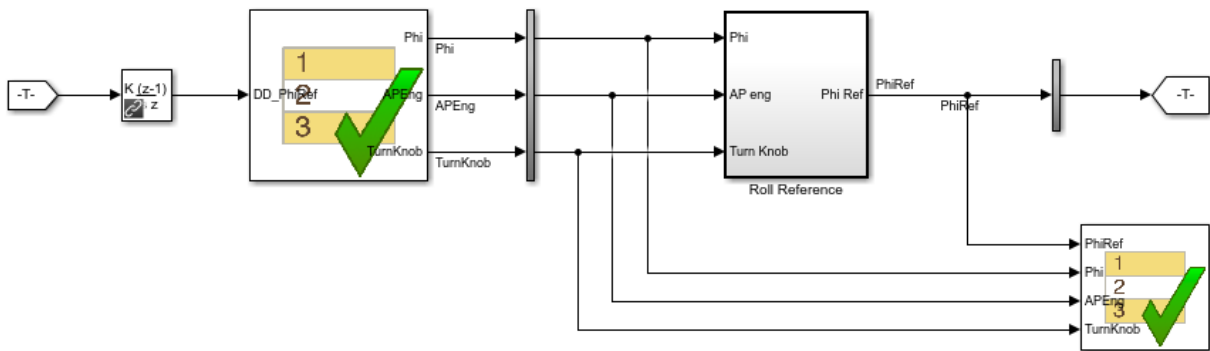 -T-
K (z-1)
z
DD_PhiRef
1
2
3
Phi
APEng
TurnKnob
Phi
APEng
TurnKnob
Phi
AP eng
Turn Knob
Phi Ref
Roll Reference
PhiRef
PhiRef
-T-
PhiRef
Phi
APEng
TurnKnob
1
2
3